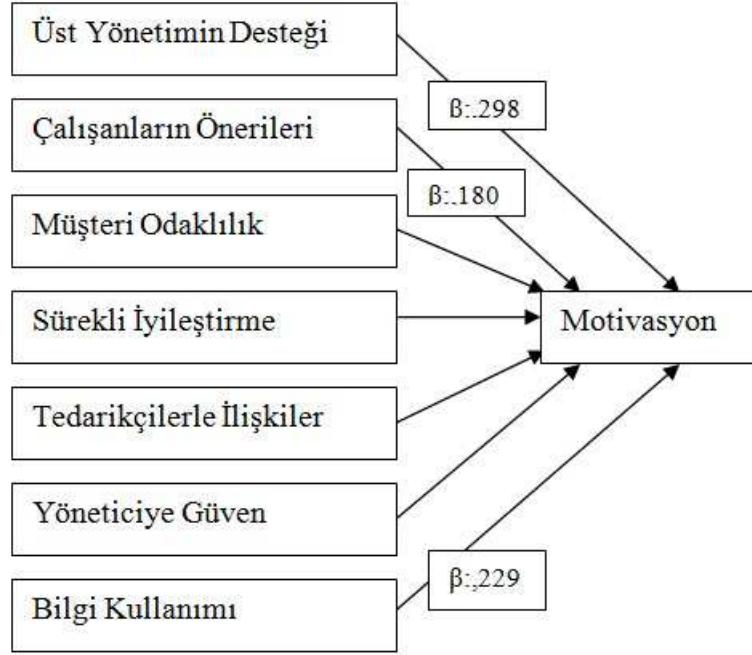 Üst Yönetimin Desteği
β:.298
Çalışanların Önerileri
β:.180
Müşteri Odaklılık
Sürekli İyileştirme
Motivasyon
Tedarikçilerle İlişkiler
Yöneticiye Güven
β:,229
Bilgi Kullanımı